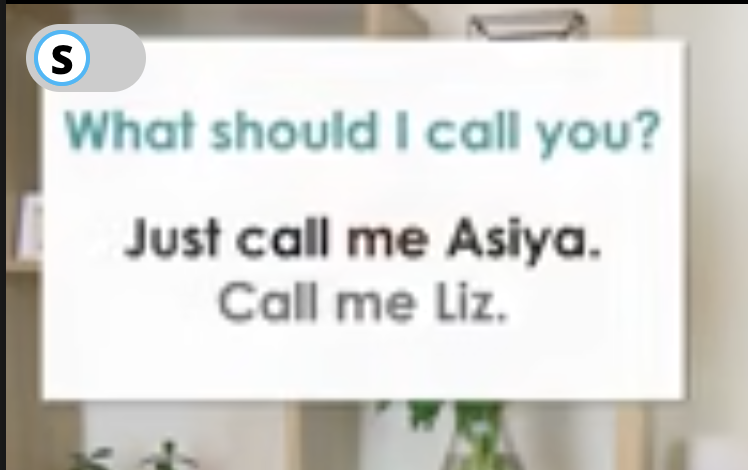 S
What should I call you?
Just call me Asiya.
Call me Liz.